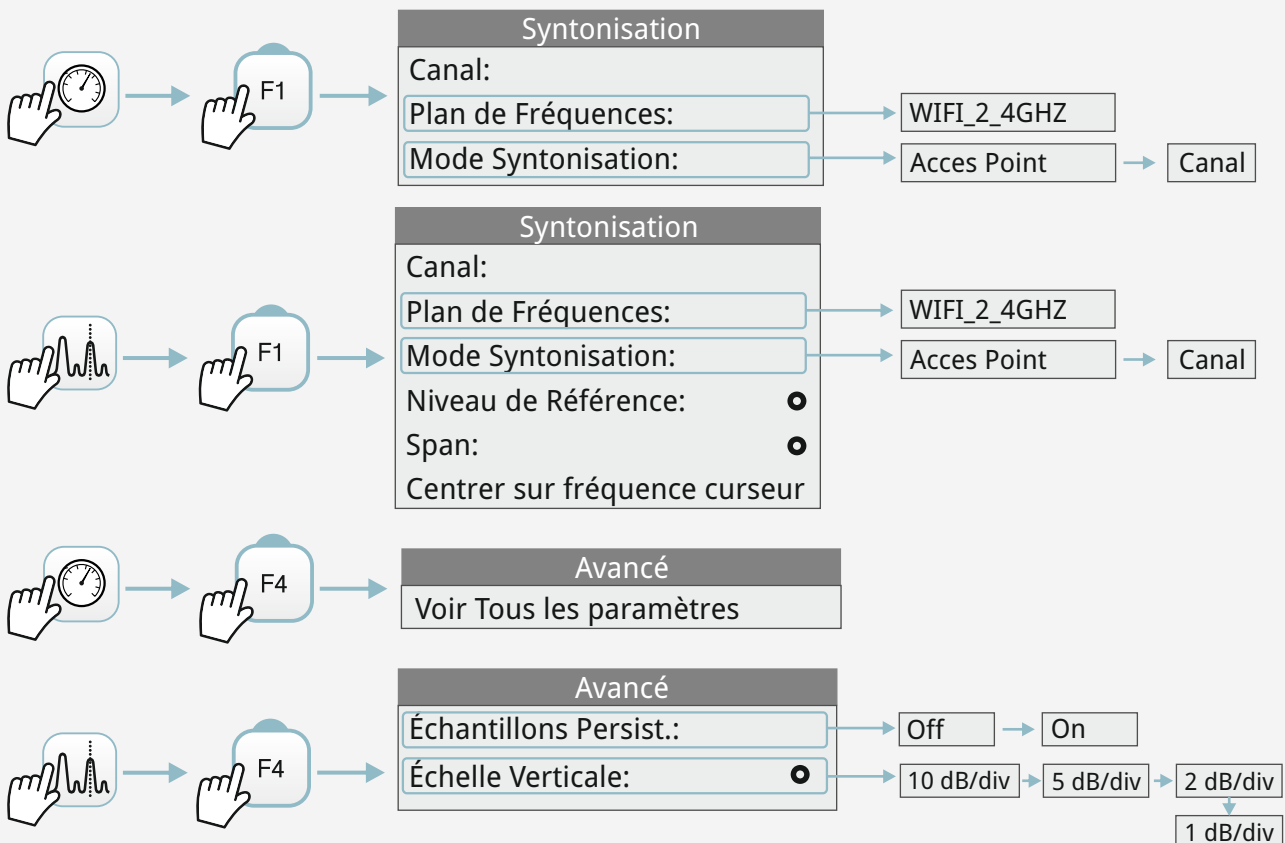 Syntonisation
Canal:
F1
Plan de Fréquences:
WIFI_2_4GHZ
Mode Syntonisation:
Acces Point
Canal
Syntonisation
Canal:
Plan de Fréquences:
WIFI_2_4GHZ
F1
Mode Syntonisation:
Acces Point
Canal
Niveau de Référence:
Span:
Centrer sur fréquence curseur
F4
Avancé
Voir Tous les paramètres
Avancé
Échantillons Persist.:
Off
On
F4
Échelle Verticale:
10 dB/div
5 dB/div
2 dB/div
1 dB/div